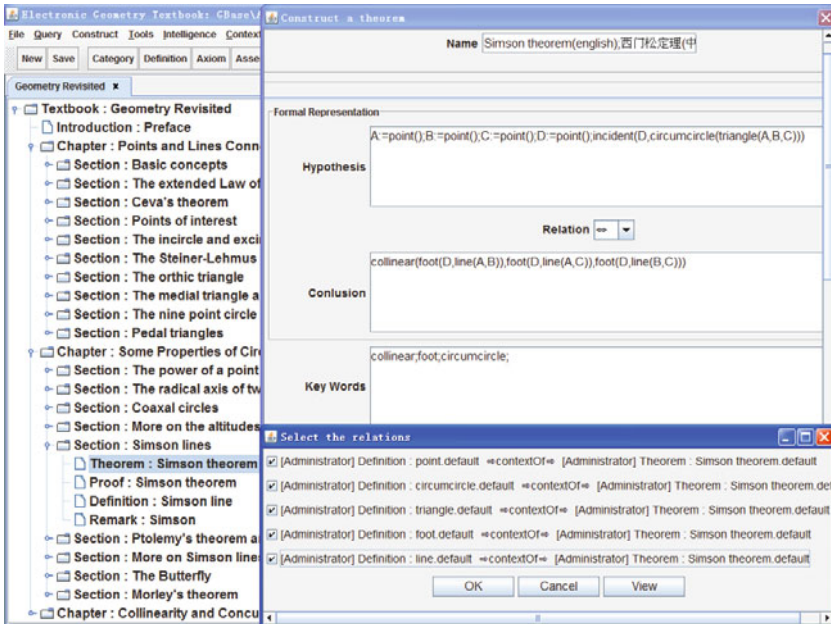 Electronic Geometry Textbook: GBase\
File Query Construct Tools Intelligence Context
New Save Category Definition Axiom Asse
Geometry Revisited ×
Textbook : Geometry Revisited
Introduction : Preface
Chapter : Points and Lines Conn
Section : Basic concepts
Section : The extended Law of
Section : Ceva's theorem
Section : Points of interest
Section : The incircle and excir
Section : The Steiner-Lehmus
Section : The orthic triangle
Section : The medial triangle a
Section : The nine point circle
Section : Pedal triangles
Chapter : Some Properties of Circ
Section : The power of a point
Section : The radical axis of tw
Section : Coaxal circles
Section : More on the altitudes
Section : Simson lines
Theorem : Simson theorem
Proof : Simson theorem
Definition : Simson line
Remark : Simson
Section : Ptolemy's theorem a
Section : More on Simson lines
Section : The Butterfly
Section : Morley's theorem
Chapter : Collinearity and Concu
Construct a theorem
Name Simson theorem(english),西门松定理(中
Formal Representation
Hypothesis A:=point();B:=point();C:=point();D:=point();incident(D,circumcircle(triangle(A,B,C)))
Relation ⇔
Conlusion collinear(foot(D,line(A,B)),foot(D,line(A,C)),foot(D,line(B,C)))
Key Words collinear;foot;circumcircle;
Select the relations
[Administrator] Definition : point.default ⇒contextOf⇒ [Administrator] Theorem : Simson theorem.default
[Administrator] Definition : circumcircle.default ⇒contextOf⇒ [Administrator] Theorem : Simson theorem.def
[Administrator] Definition : triangle.default ⇒contextOf⇒ [Administrator] Theorem : Simson theorem.default
[Administrator] Definition : foot.default ⇒contextOf⇒ [Administrator] Theorem : Simson theorem.default
[Administrator] Definition : line.default ⇒contextOf⇒ [Administrator] Theorem : Simson theorem.default
OK Cancel View